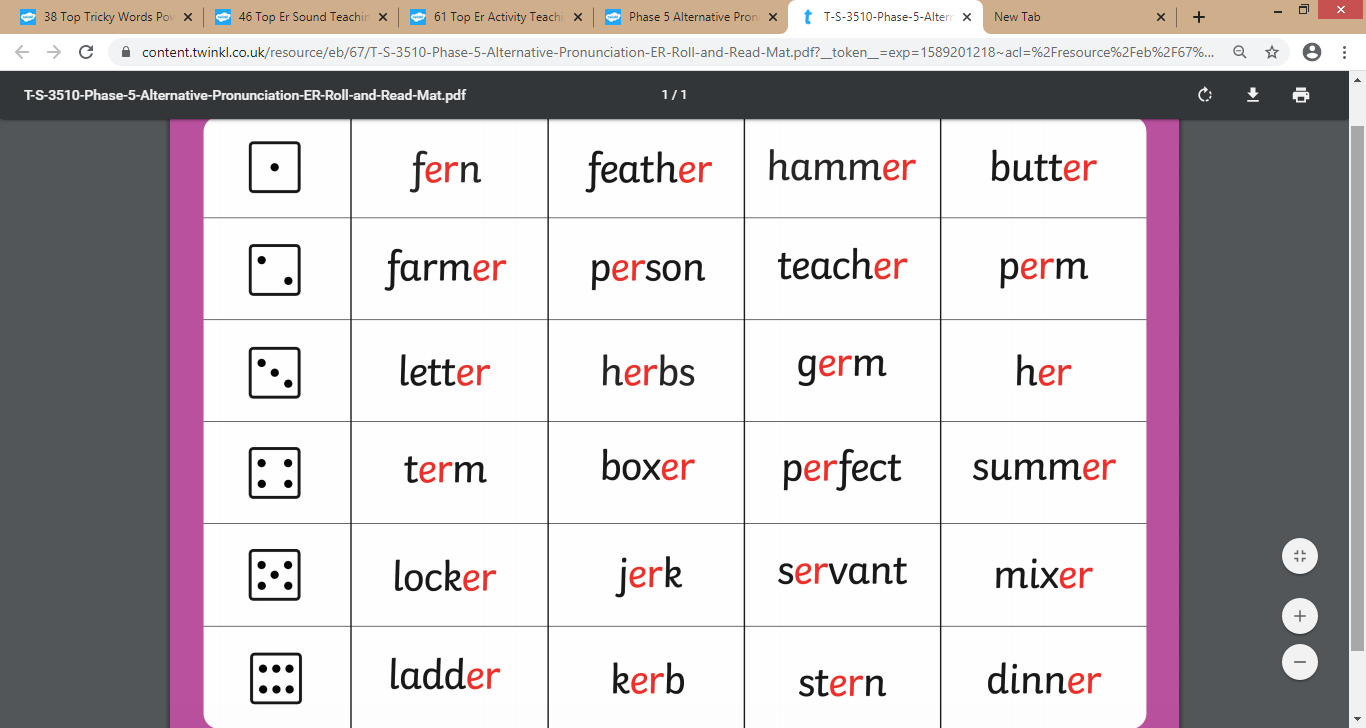 38 Top Tricky Words Pov
46 Top Er Sound Teachin
61 Top Er Activity Teachi
Phase 5 Alternative Pron
T-S-3510-Phase-5-Altern
New Tab
content.twinkl.co.uk/resource/eb/67/T-S-3510-Phase-5-Alternative-Pronunciation-ER-Roll-and-Read-Mat.pdf?__token__=exp=1589201218~acl=%2Fresource%2Feb%2F67%...
T-S-3510-Phase-5-Alternative-Pronunciation-ER-Roll-and-Read-Mat.pdf 1 / 1
fern feather hammer butter
farmer person teacher perm
letter herbs germ her
term boxer perfect summer
locker jerk servant mixer
ladder kerb stern dinner